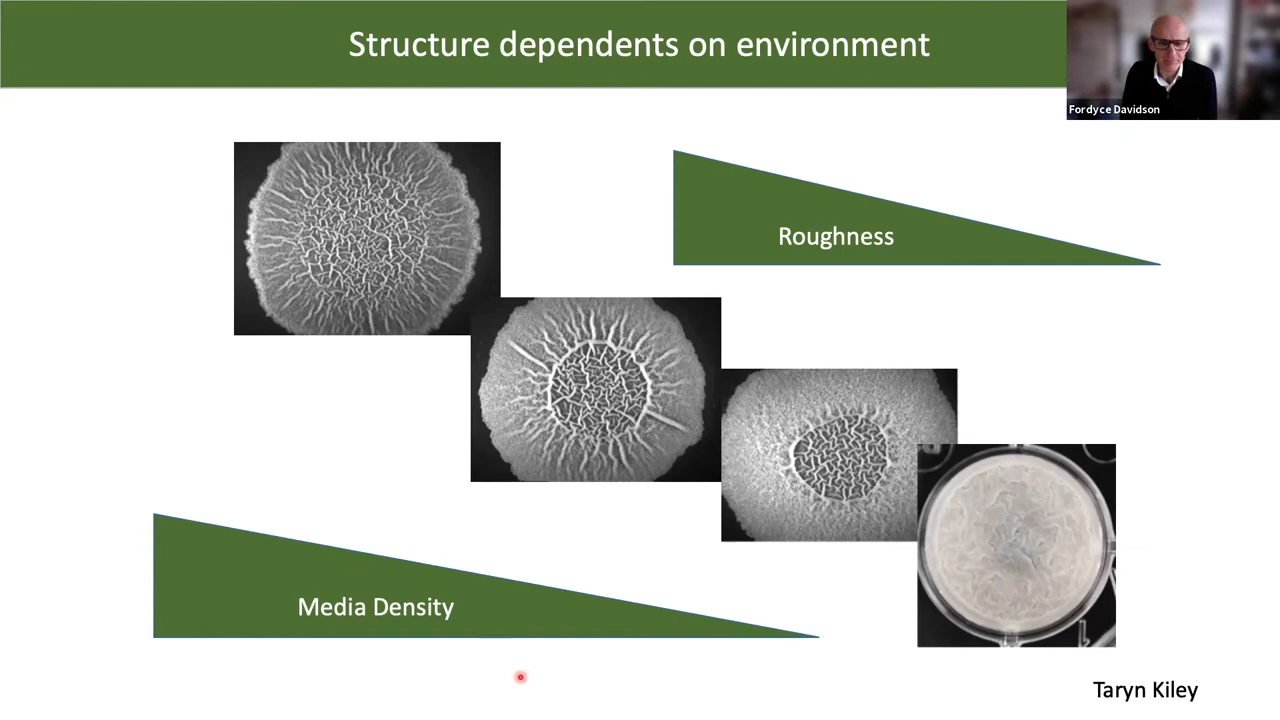 Structure dependents on environment
Fordyce Davidson
Roughness
Media Density
Taryn Kiley